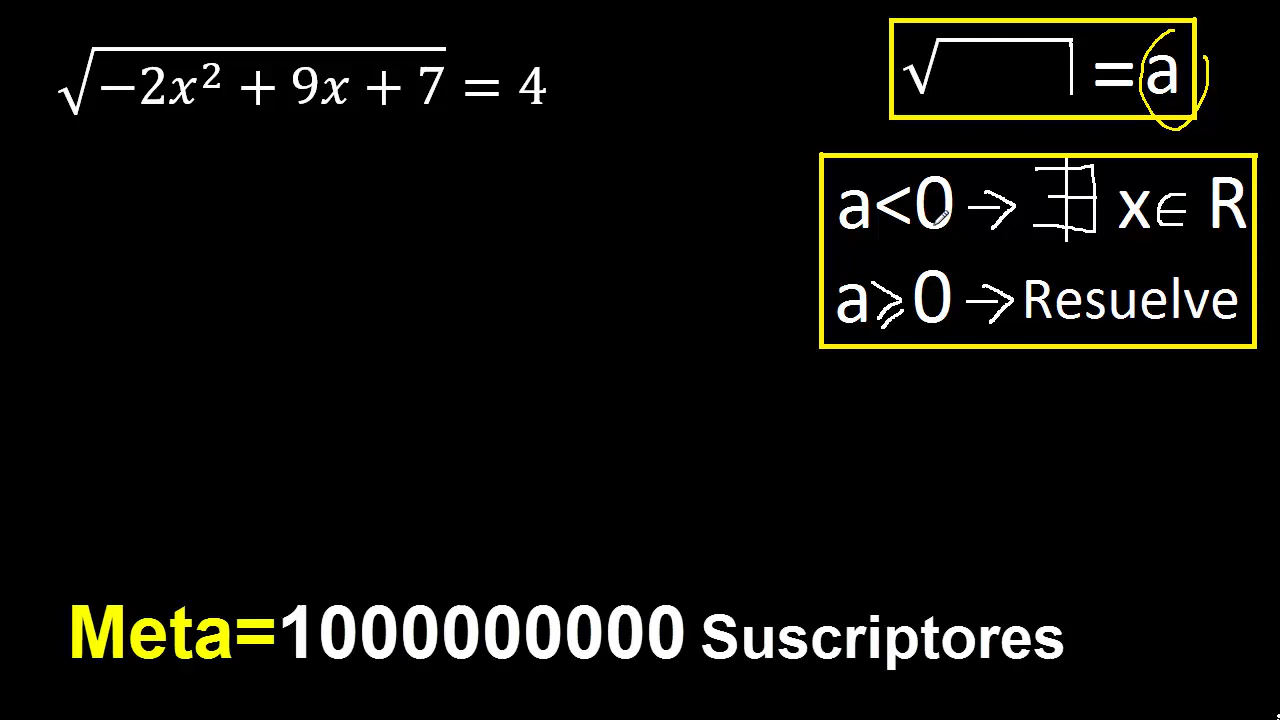 √(−2x² + 9x + 7) = 4
√ = a
a<0 → ∄ x ∈ R
a⩾0 → Resuelve
Meta=1000000000 Suscriptores